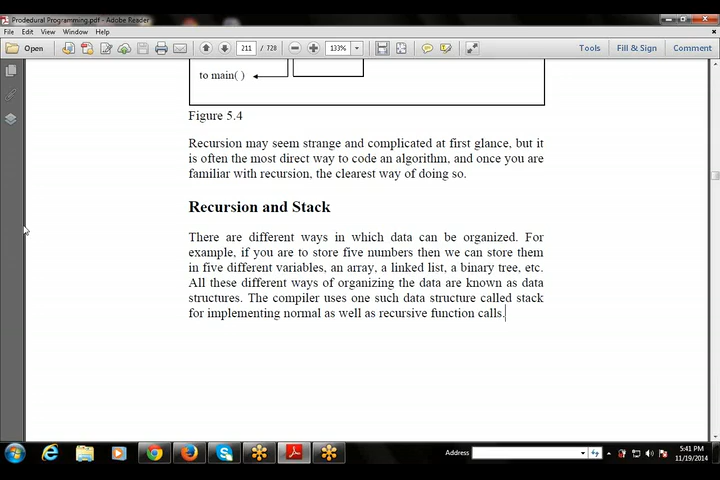 Prodedural Programming.pdf - Adobe Reader
File Edit View Window Help
Open 211 / 728 133% Tools Fill & Sign Comment
to main( )
Figure 5.4
Recursion may seem strange and complicated at first glance, but it
is often the most direct way to code an algorithm, and once you are
familiar with recursion, the clearest way of doing so.
Recursion and Stack
There are different ways in which data can be organized. For
example, if you are to store five numbers then we can store them
in five different variables, an array, a linked list, a binary tree, etc.
All these different ways of organizing the data are known as data
structures. The compiler uses one such data structure called stack
for implementing normal as well as recursive function calls.
Address
5:41 PM
11/19/2014